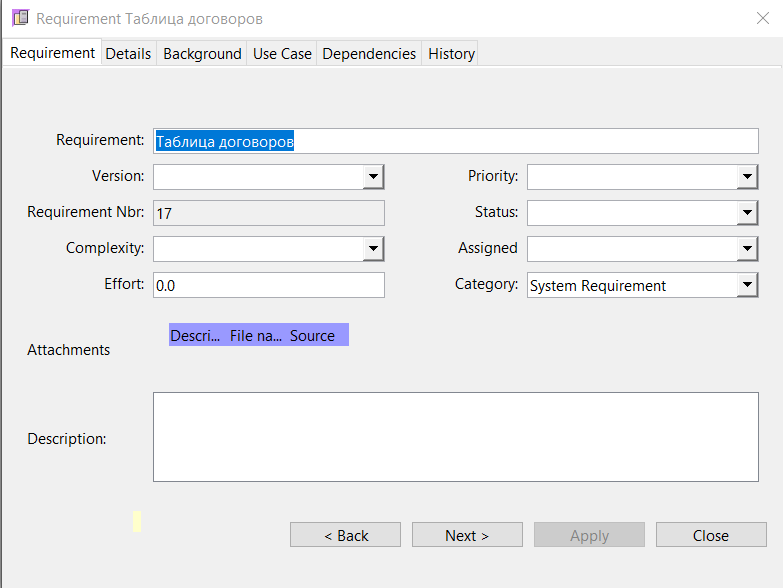 Requirement Таблица договоров
Requirement Details Background Use Case Dependencies History
Requirement: Таблица договоров
Version: Priority:
Requirement Nbr: 17 Status:
Complexity: Assigned
Effort: 0.0 Category: System Requirement
Descri... File na... Source
Attachments
Description:
< Back Next > Apply Close